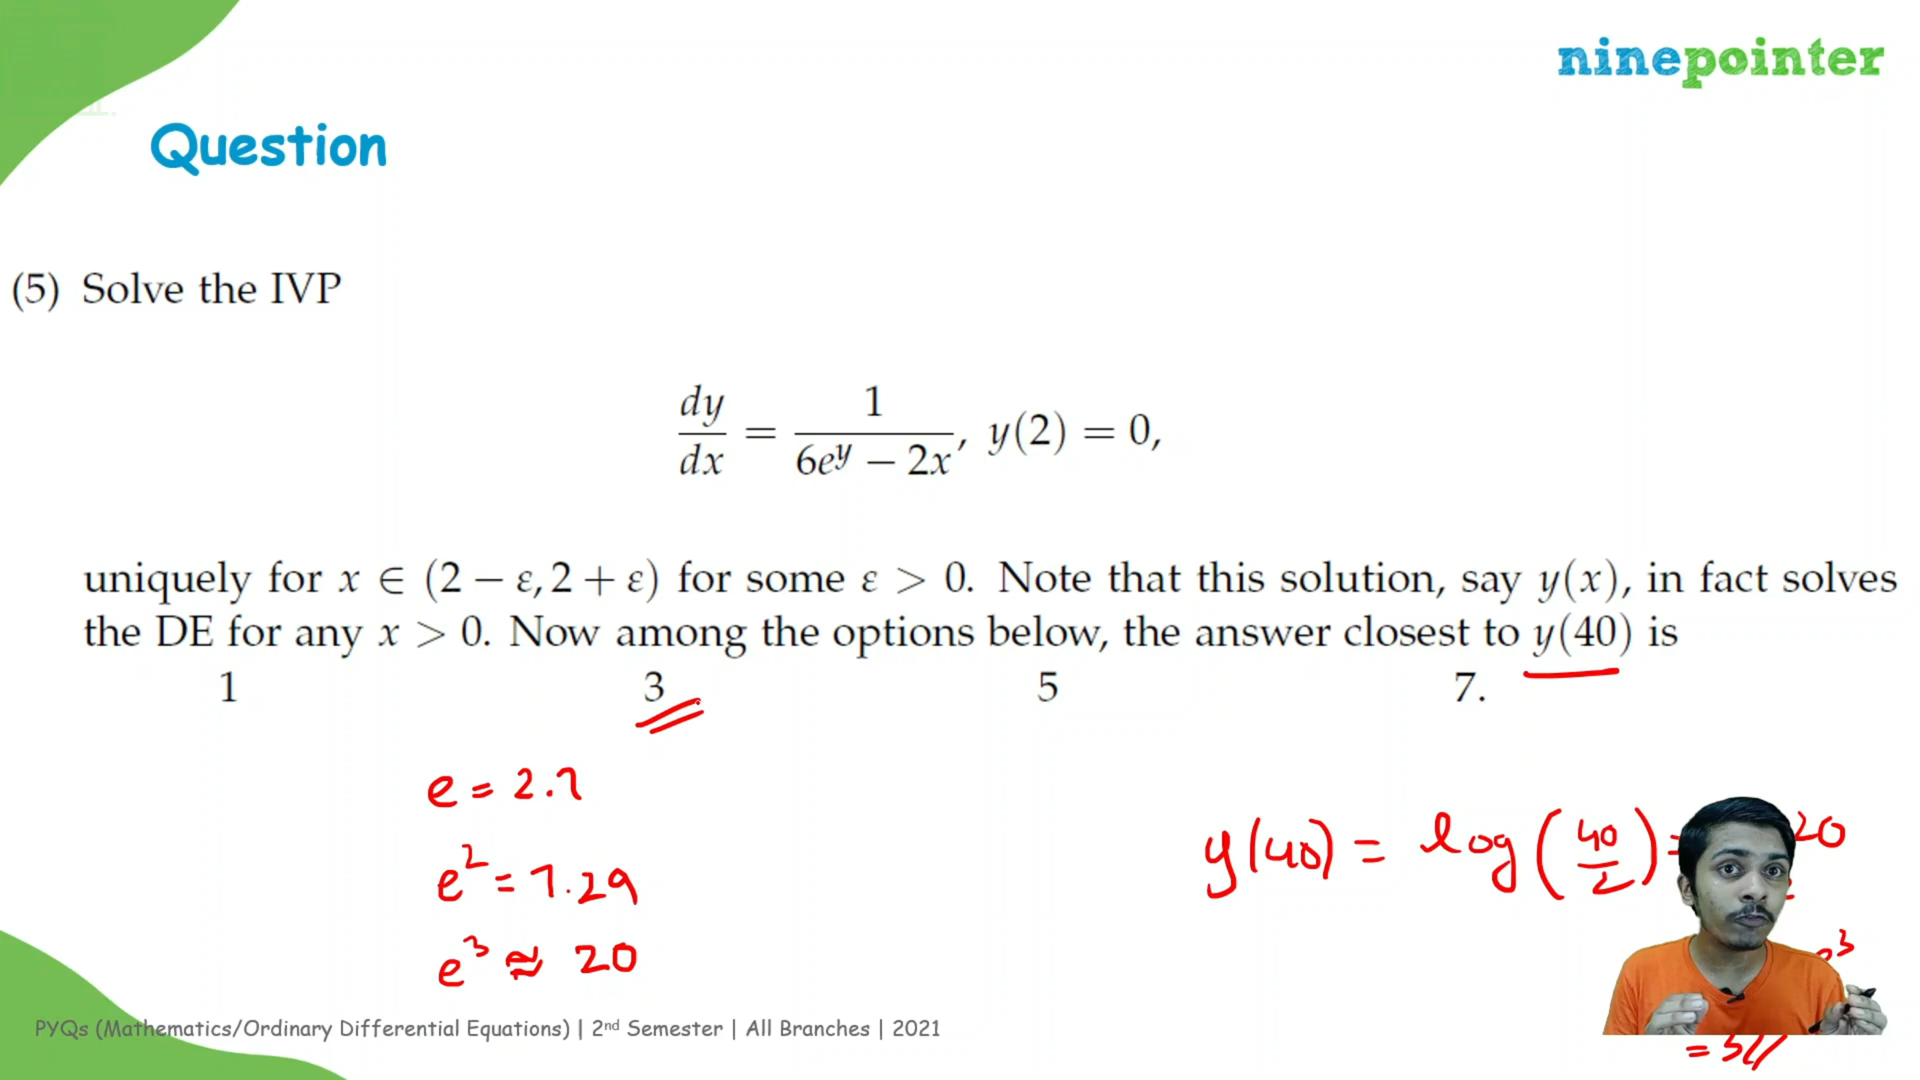 ninepointer
Question
(5) Solve the IVP
dy/dx = 1/(6e^y − 2x), y(2) = 0,
uniquely for x ∈ (2 − ε, 2 + ε) for some ε > 0. Note that this solution, say y(x), in fact solves
the DE for any x > 0. Now among the options below, the answer closest to y(40) is
1 3 5 7.
e = 2.7
e² = 7.29
e³ ≈ 20
y(40) = log(40/2) = 20
= 3
PYQs (Mathematics/Ordinary Differential Equations) | 2nd Semester | All Branches | 2021